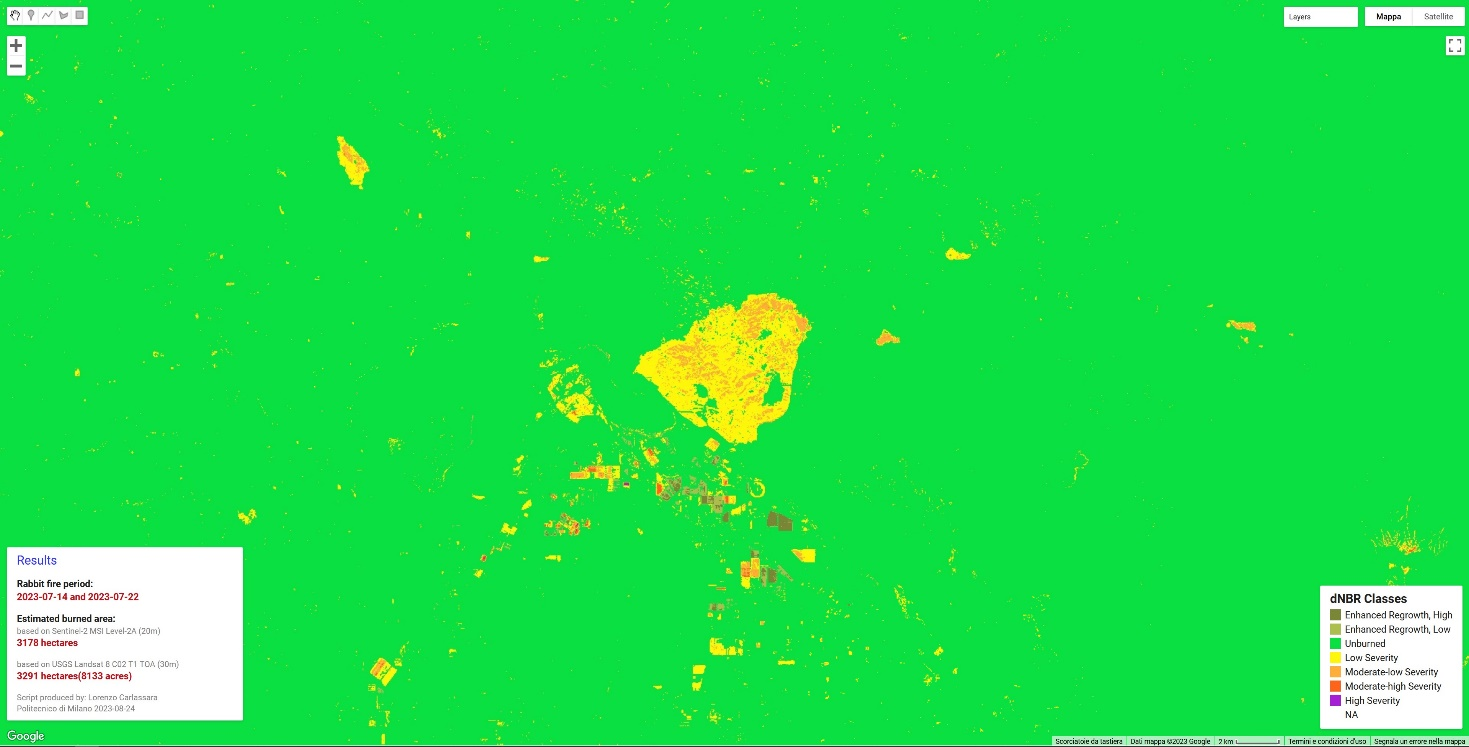 Layers
Mappa
Satellite
Results
Rabbit fire period:
2023-07-14 and 2023-07-22
Estimated burned area:
based on Sentinel-2 MSI Level-2A (20m)
3178 hectares
based on USGS Landsat 8 C02 T1 TOA (30m)
3291 hectares(8133 acres)
Script produced by: Lorenzo Carlassara
Politecnico di Milano 2023-08-24
dNBR Classes
Enhanced Regrowth, High
Enhanced Regrowth, Low
Unburned
Low Severity
Moderate-low Severity
Moderate-high Severity
High Severity
NA
Google
Scorciatoie da tastiera
Dati mappa ©2023 Google
2 km
Termini e condizioni d'uso
Segnala un errore nella mappa